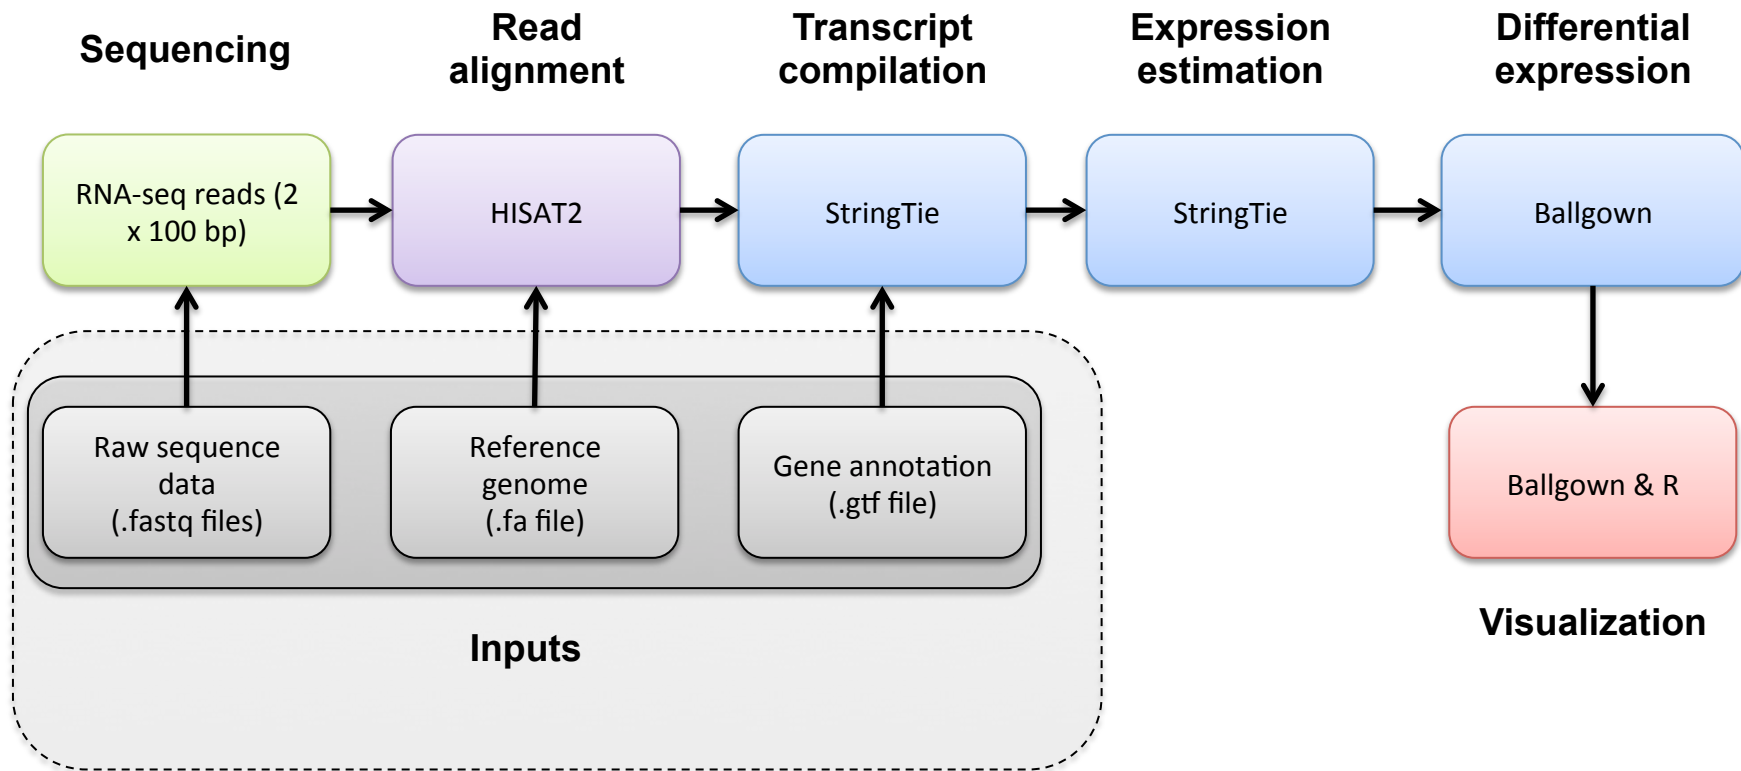 Sequencing
Read
alignment
Transcript
compilation
Expression
estimation
Differential
expression
RNA-seq reads (2
x 100 bp)
HISAT2
StringTie
StringTie
Ballgown
Raw sequence
data
(.fastq files)
Reference
genome
(.fa file)
Gene annotation
(.gtf file)
Ballgown & R
Inputs
Visualization